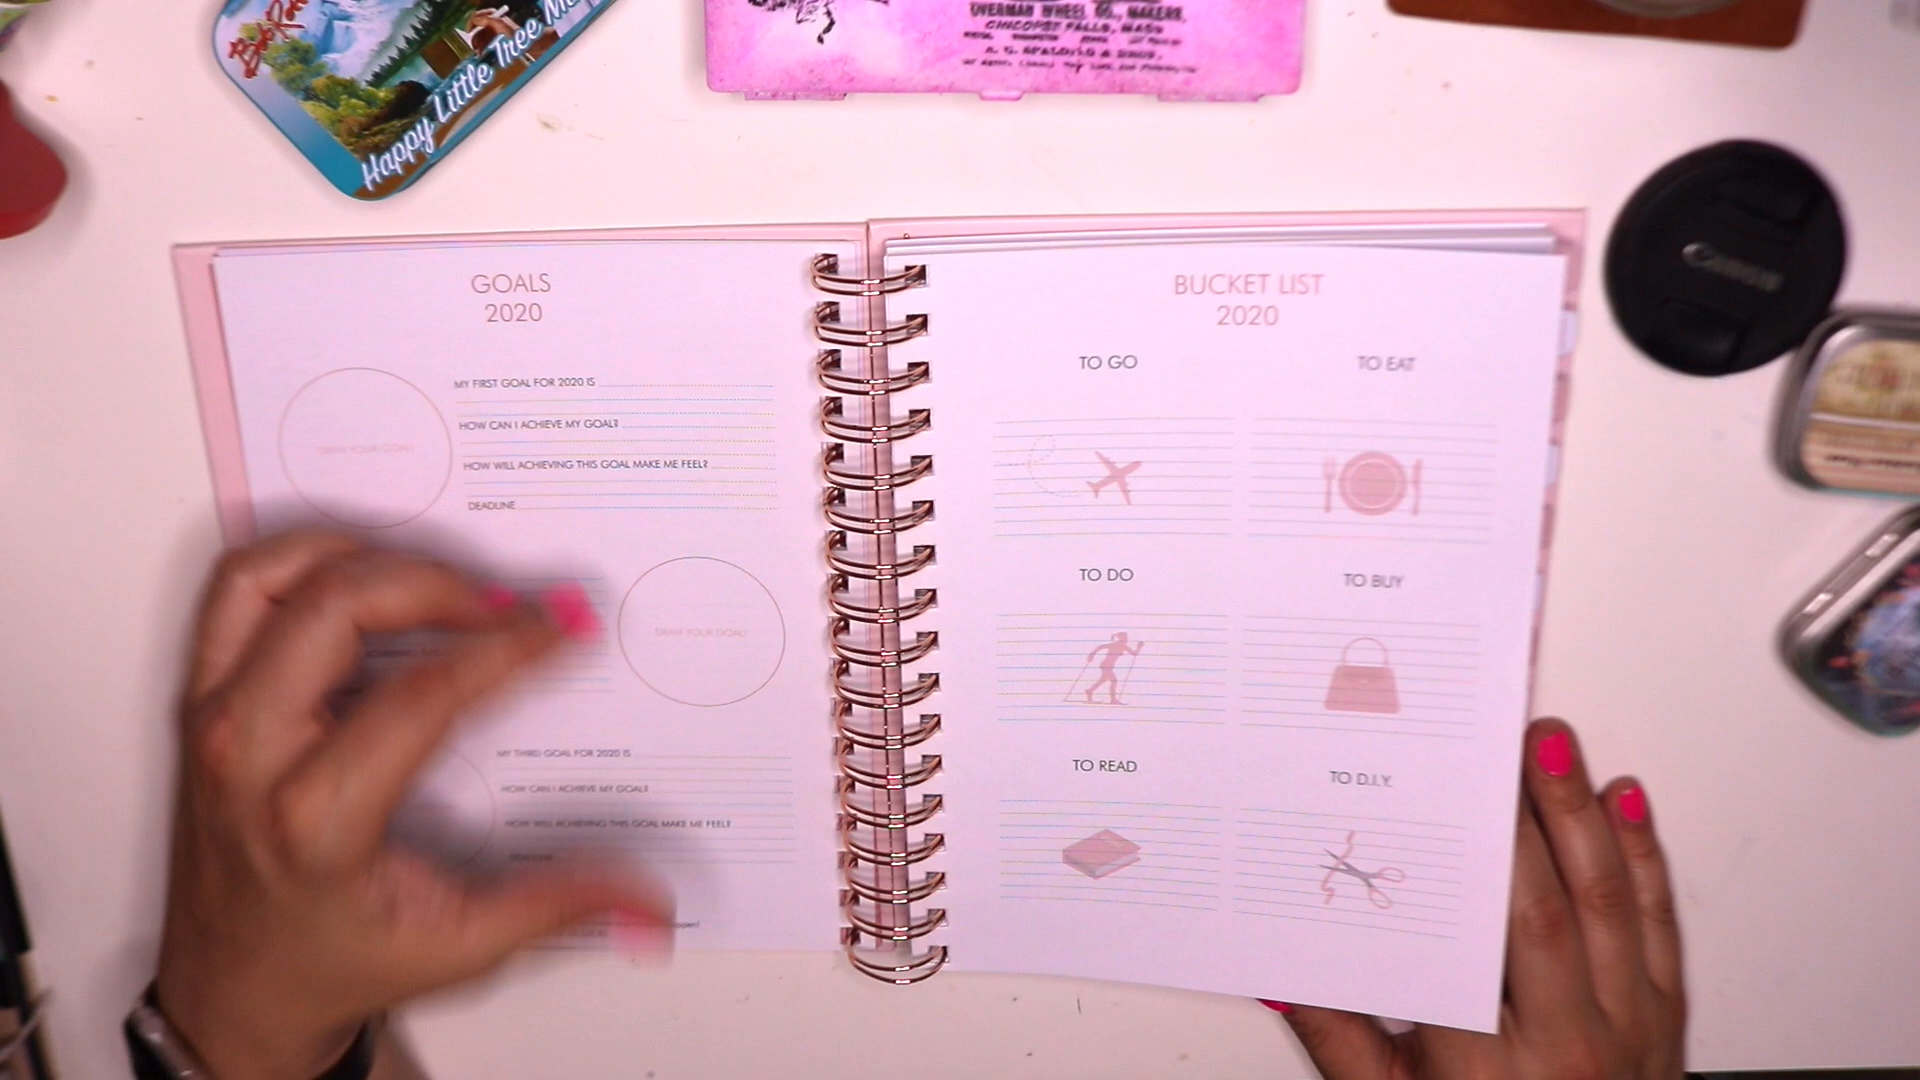 Bob Ross
Happy Little Tree
OVERMAN WHEEL CO., MAKERS,
CHICOPEE FALLS, MASS
A. G. SPALDING & BROS.
Canon
GOALS
2020
DRAW YOUR GOAL!
MY FIRST GOAL FOR 2020 IS
HOW CAN I ACHIEVE MY GOAL?
HOW WILL ACHIEVING THIS GOAL MAKE ME FEEL?
DEADLINE
DRAW YOUR GOAL!
MY THIRD GOAL FOR 2020 IS
HOW CAN I ACHIEVE MY GOAL?
HOW WILL ACHIEVING THIS GOAL MAKE ME FEEL?
DEADLINE
BUCKET LIST
2020
TO GO
TO EAT
TO DO
TO BUY
TO READ
TO D.I.Y.